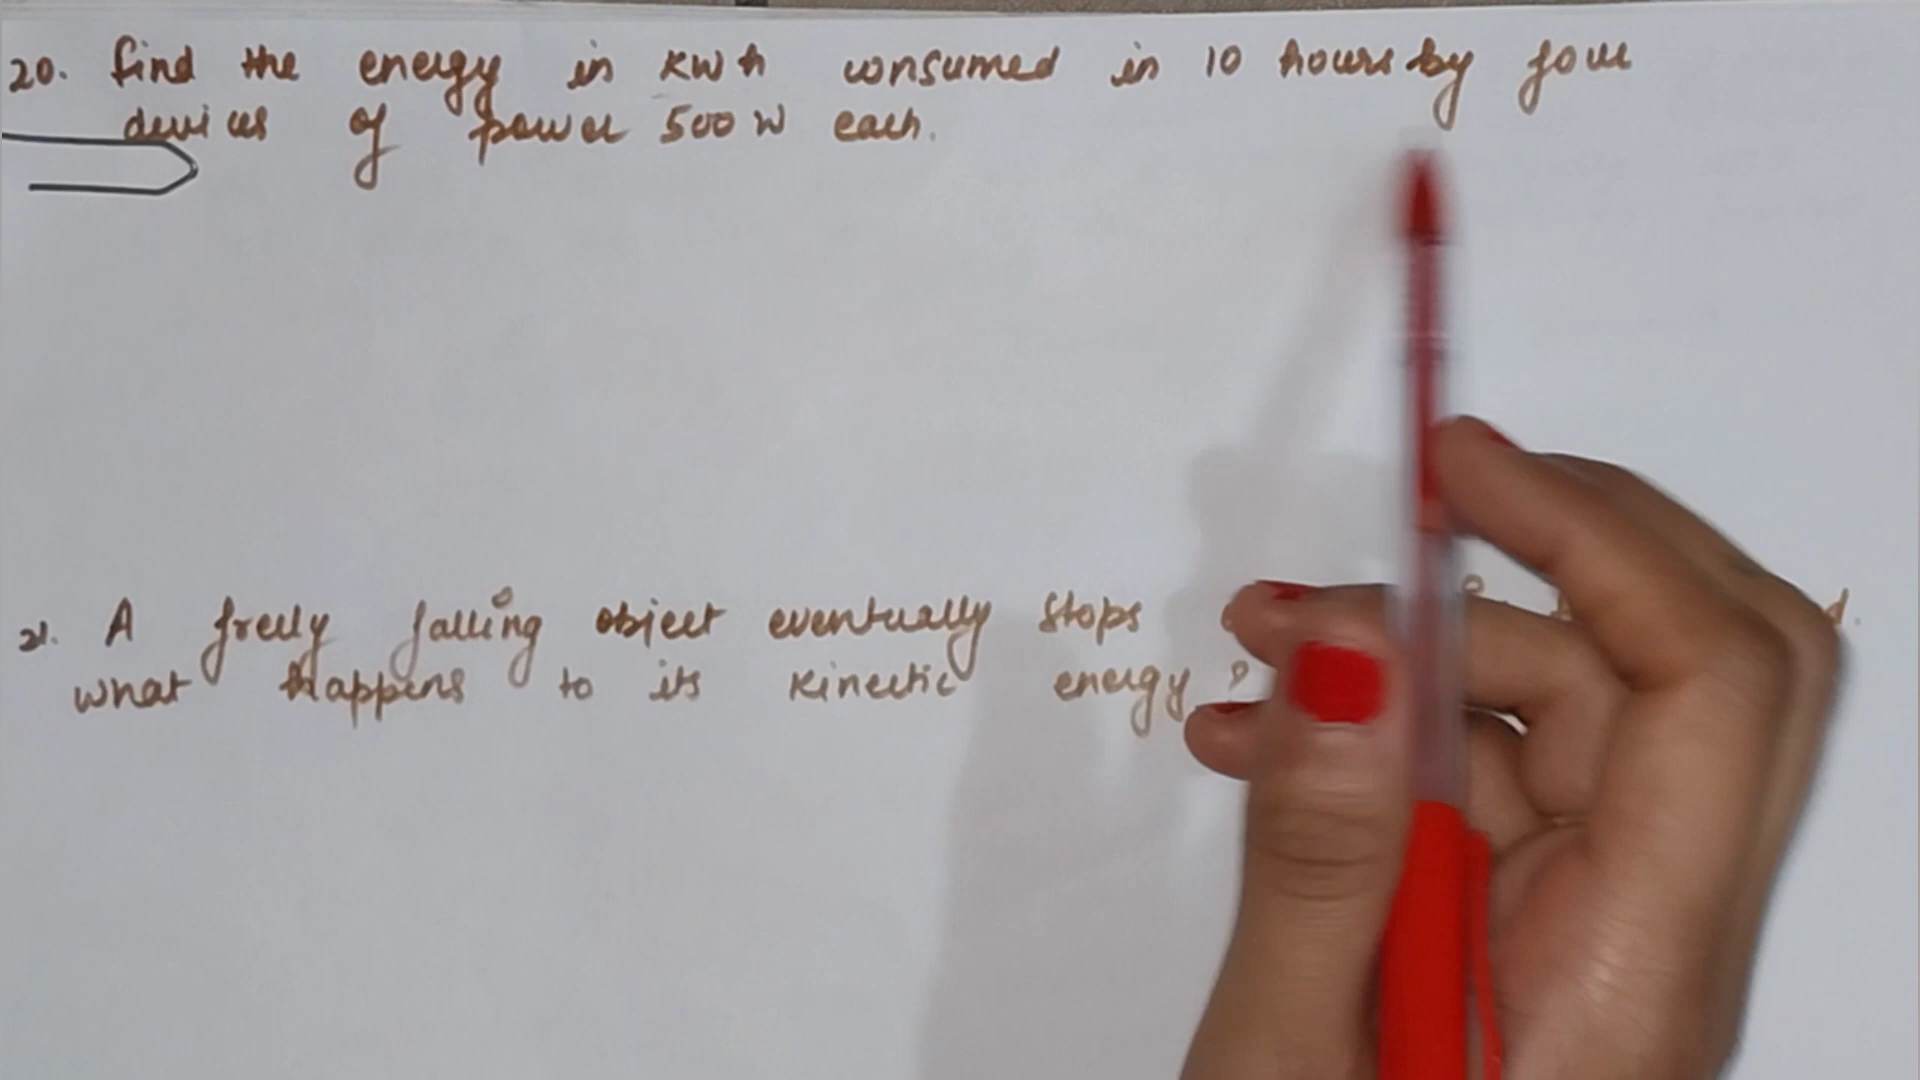 20. find the energy in kwh consumed in 10 hours by four
devices of power 500 W each.
21. A freely falling object eventually stops
what happens to its kinetic energy ?